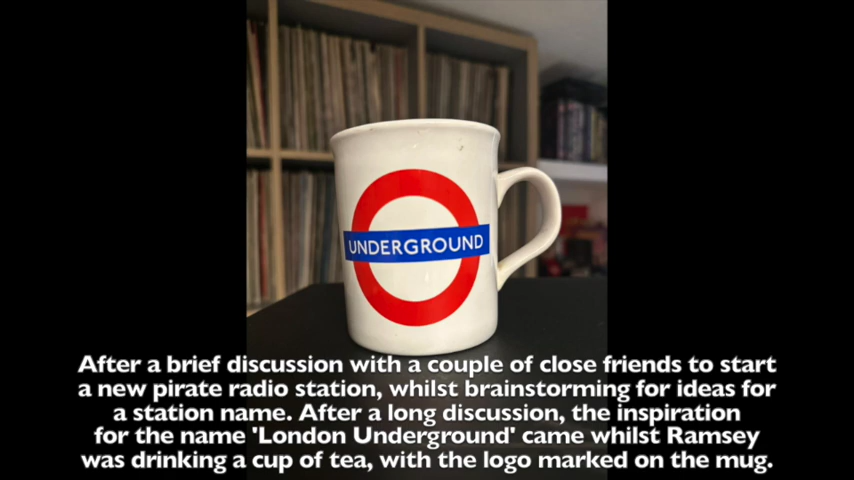 UNDERGROUND
After a brief discussion with a couple of close friends to start
a new pirate radio station, whilst brainstorming for ideas for
a station name. After a long discussion, the inspiration
for the name 'London Underground' came whilst Ramsey
was drinking a cup of tea, with the logo marked on the mug.